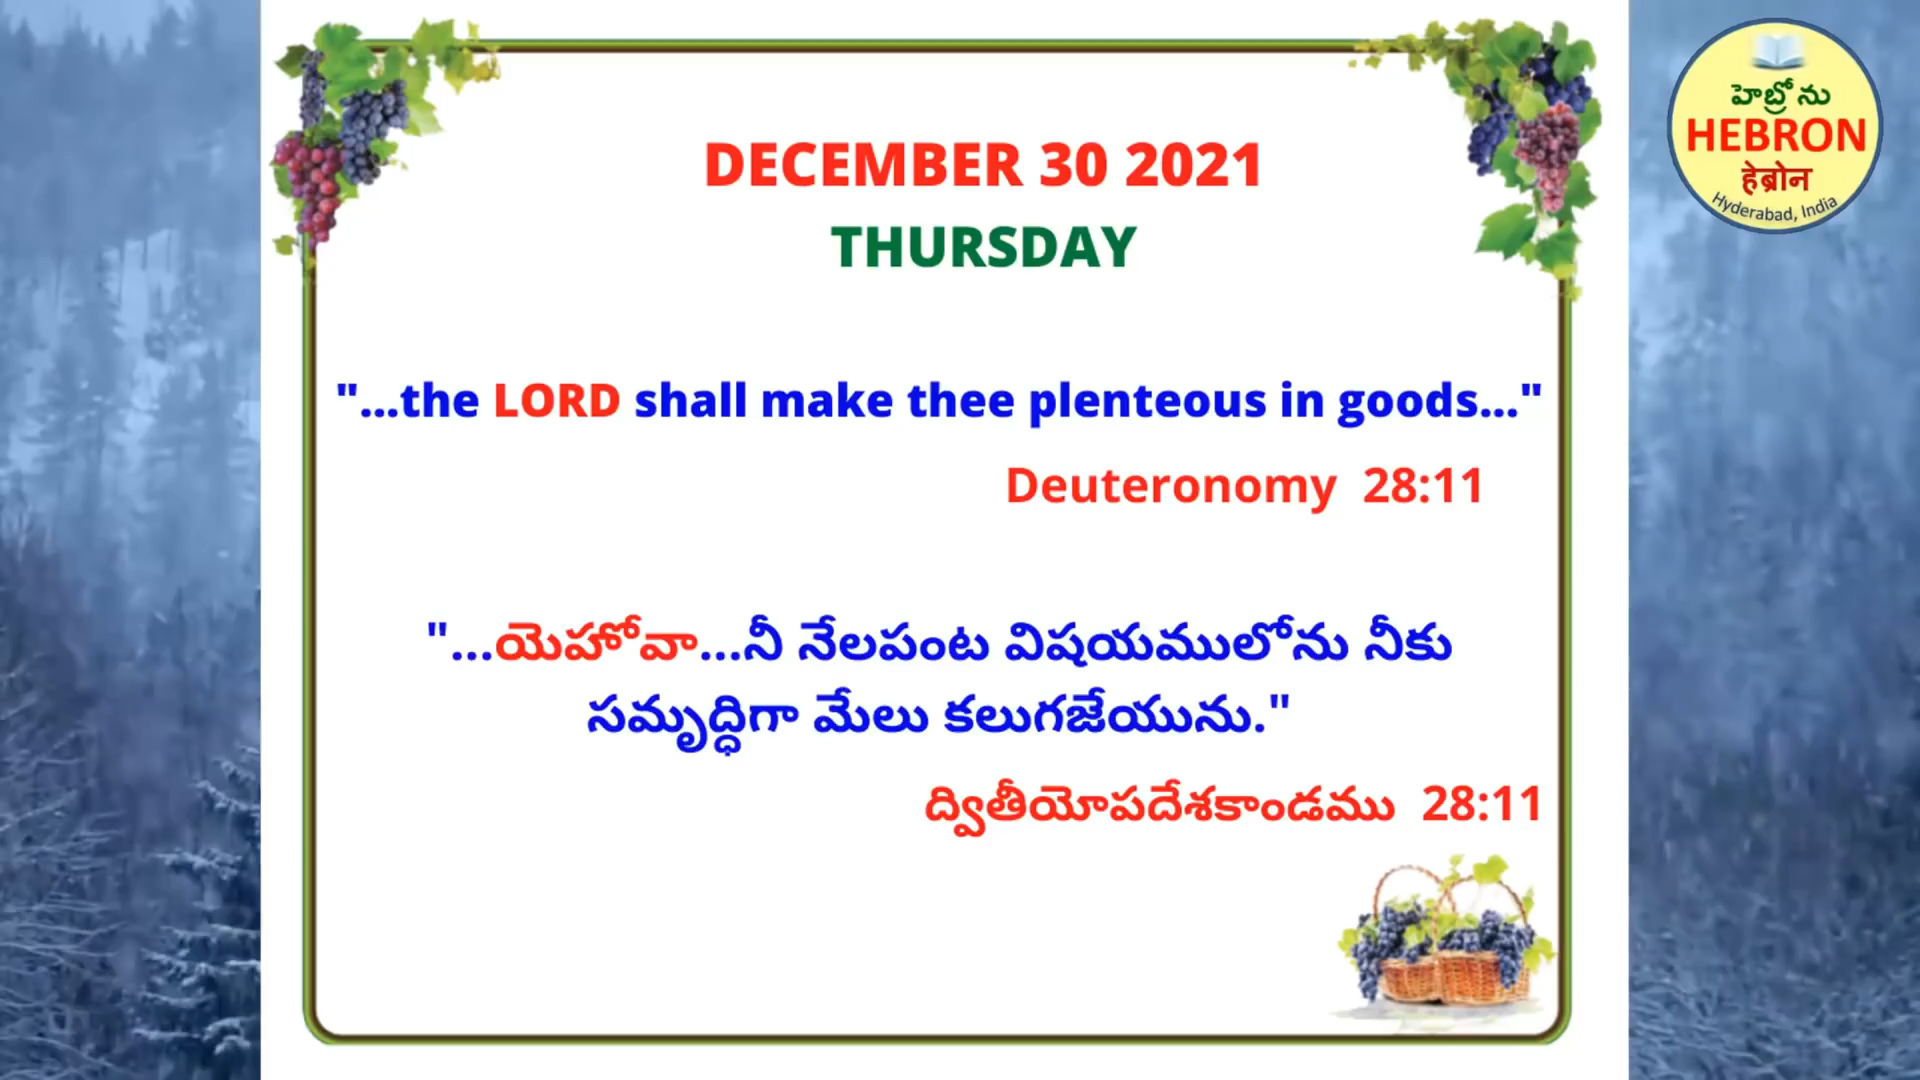 DECEMBER 30 2021
THURSDAY
"...the LORD shall make thee plenteous in goods..."
Deuteronomy 28:11
"...యెహోవా...నీ నేలపంట విషయములోను నీకు
సమృద్ధిగా మేలు కలుగజేయును."
ద్వితీయోపదేశకాండము 28:11
హెబ్రోను
HEBRON
हेब्रोन
Hyderabad, India